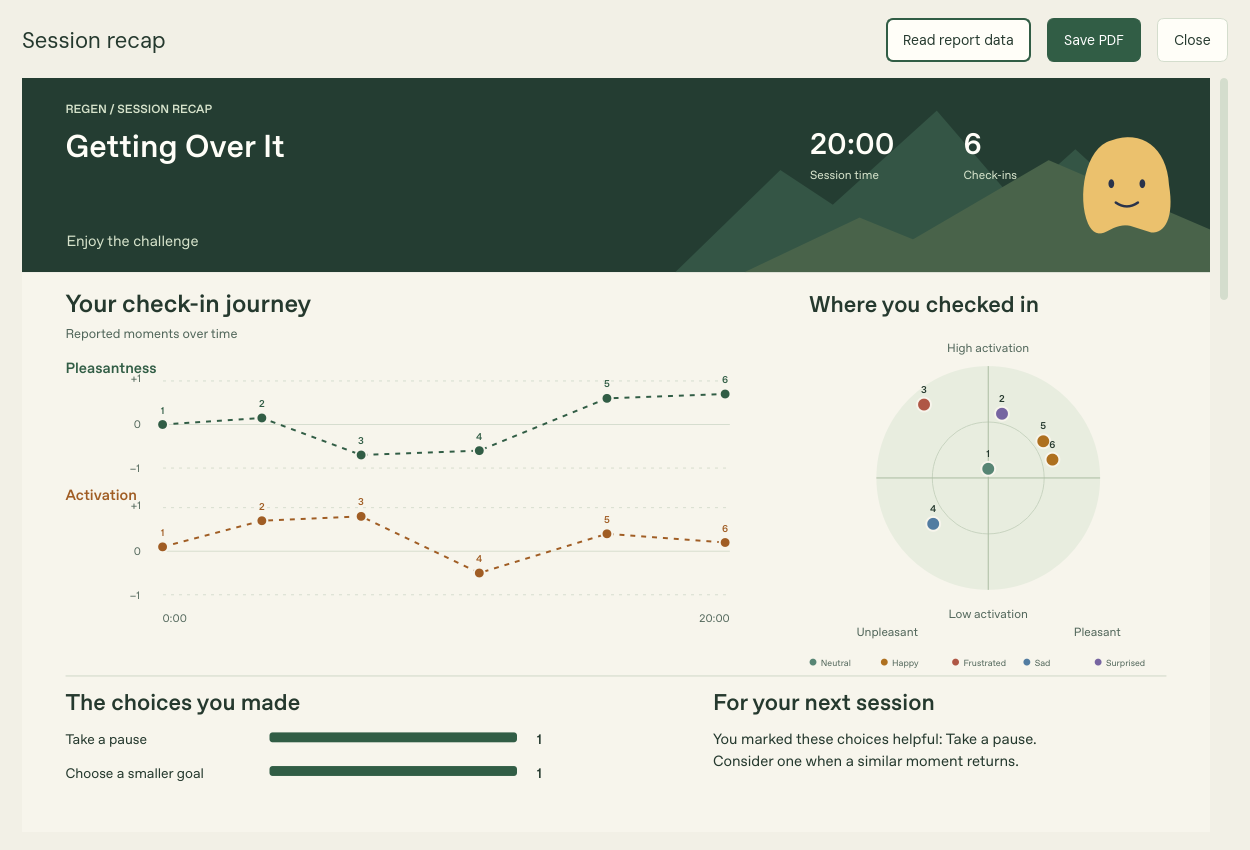 Session recap
Read report data
Save PDF
Close
REGEN / SESSION RECAP
Getting Over It
20:00
Session time
6
Check-ins
Enjoy the challenge
Your check-in journey
Reported moments over time
Pleasantness
+1
0
−1
1
2
3
4
5
6
Activation
+1
0
−1
1
2
3
4
5
6
0:00
20:00
Where you checked in
High activation
3
2
5
6
1
4
Low activation
Unpleasant
Pleasant
Neutral
Happy
Frustrated
Sad
Surprised
The choices you made
Take a pause
1
Choose a smaller goal
1
For your next session
You marked these choices helpful: Take a pause.
Consider one when a similar moment returns.